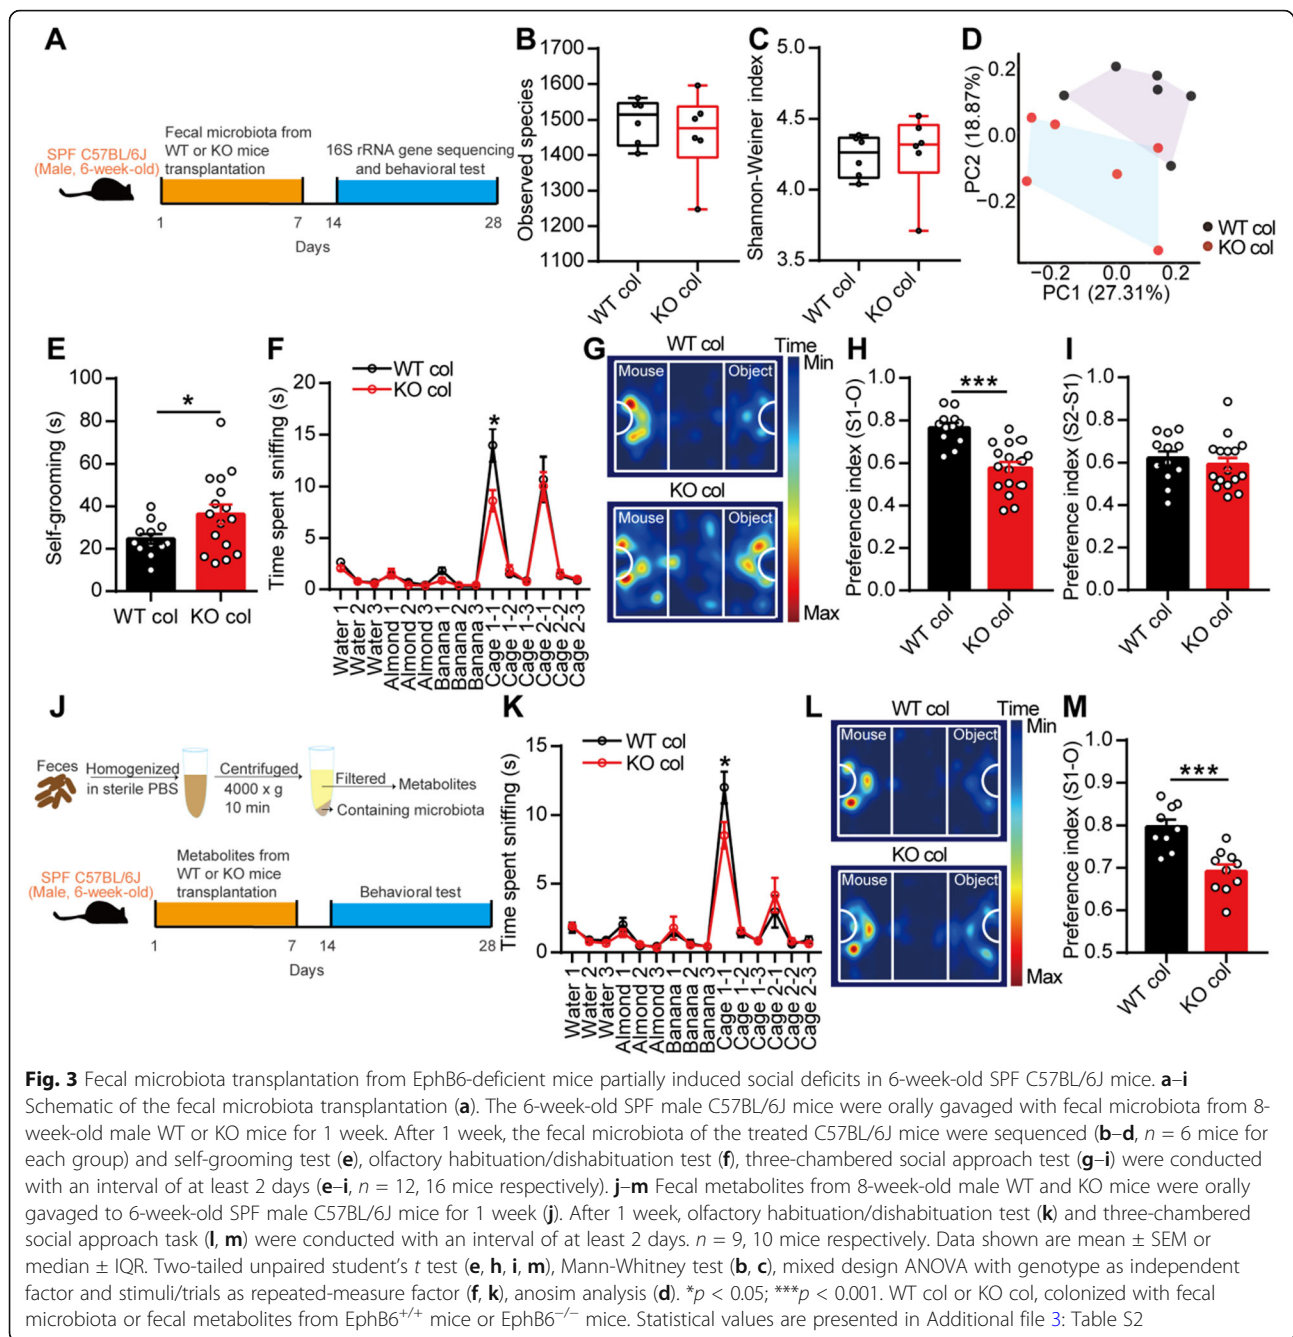 A
SPF C57BL/6J
(Male, 6-week-old)
Fecal microbiota from
WT or KO mice
transplantation
16S rRNA gene sequencing
and behavioral test
1
7
14
28
Days
B
Observed species
1700
1600
1500
1400
1300
1200
1100
WT col
KO col
C
Shannon-Weiner index
5.0
4.5
4.0
3.5
WT col
KO col
D
PC2 (18.87%)
0.2
0.0
−0.2
−0.2
0.0
0.2
PC1 (27.31%)
WT col
KO col
E
Self-grooming (s)
100
80
60
40
20
0
*
WT col
KO col
F
Time spent sniffing (s)
20
15
10
5
0
WT col
KO col
*
Water 1
Water 2
Water 3
Almond 1
Almond 2
Almond 3
Banana 1
Banana 2
Banana 3
Cage 1-1
Cage 1-2
Cage 1-3
Cage 2-1
Cage 2-2
Cage 2-3
G
WT col
Mouse
Object
KO col
Mouse
Object
Time
Min
Max
H
Preference index (S1-O)
1.0
0.8
0.6
0.4
0.2
0.0
***
WT col
KO col
I
Preference index (S2-S1)
1.0
0.8
0.6
0.4
0.2
0.0
WT col
KO col
J
Feces
Homogenized
in sterile PBS
Centrifuged
4000 x g
10 min
Filtered
Metabolites
Containing microbiota
SPF C57BL/6J
(Male, 6-week-old)
Metabolites from
WT or KO mice
transplantation
Behavioral test
1
7
14
28
Days
K
Time spent sniffing (s)
15
10
5
0
WT col
KO col
*
Water 1
Water 2
Water 3
Almond 1
Almond 2
Almond 3
Banana 1
Banana 2
Banana 3
Cage 1-1
Cage 1-2
Cage 1-3
Cage 2-1
Cage 2-2
Cage 2-3
L
WT col
Mouse
Object
KO col
Mouse
Object
Time
Min
Max
M
Preference index (S1-O)
1.0
0.9
0.8
0.7
0.6
0.5
***
WT col
KO col
Fig. 3 Fecal microbiota transplantation from EphB6-deficient mice partially induced social deficits in 6-week-old SPF C57BL/6J mice. a–i
Schematic of the fecal microbiota transplantation (a). The 6-week-old SPF male C57BL/6J mice were orally gavaged with fecal microbiota from 8-
week-old male WT or KO mice for 1 week. After 1 week, the fecal microbiota of the treated C57BL/6J mice were sequenced (b–d, n = 6 mice for
each group) and self-grooming test (e), olfactory habituation/dishabituation test (f), three-chambered social approach test (g–i) were conducted
with an interval of at least 2 days (e–i, n = 12, 16 mice respectively). j–m Fecal metabolites from 8-week-old male WT and KO mice were orally
gavaged to 6-week-old SPF male C57BL/6J mice for 1 week (j). After 1 week, olfactory habituation/dishabituation test (k) and three-chambered
social approach task (l, m) were conducted with an interval of at least 2 days. n = 9, 10 mice respectively. Data shown are mean ± SEM or
median ± IQR. Two-tailed unpaired student's t test (e, h, i, m), Mann-Whitney test (b, c), mixed design ANOVA with genotype as independent
factor and stimuli/trials as repeated-measure factor (f, k), anosim analysis (d). *p < 0.05; ***p < 0.001. WT col or KO col, colonized with fecal
microbiota or fecal metabolites from EphB6+/+ mice or EphB6−/− mice. Statistical values are presented in Additional file 3: Table S2